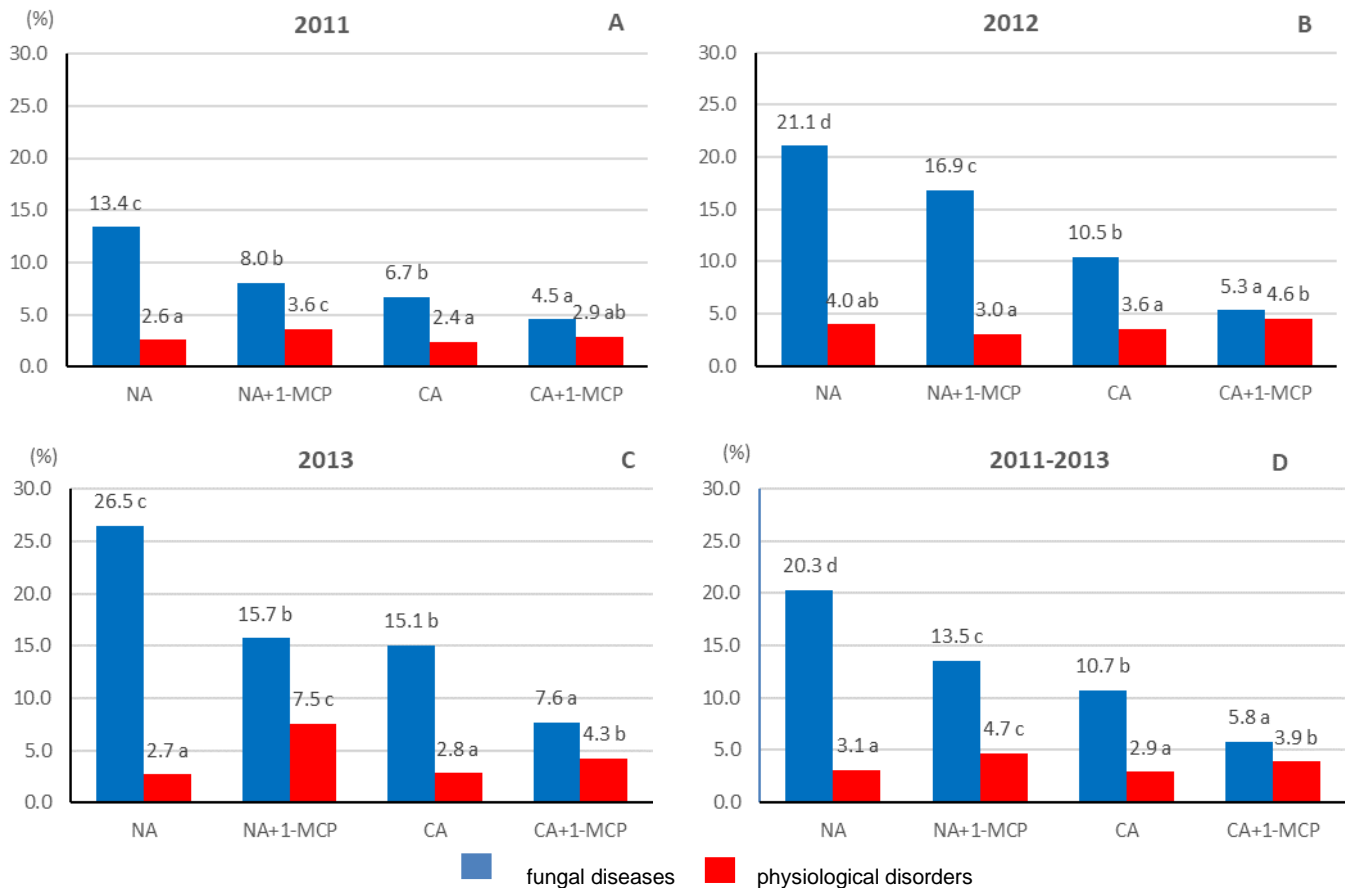 (%) 2011 A
30.0
25.0
20.0
15.0
10.0
5.0
0.0
13.4 c
2.6 a
8.0 b
3.6 c
6.7 b
2.4 a
4.5 a
2.9 ab
NA NA+1-MCP CA CA+1-MCP
2012 B
30.0
25.0
20.0
15.0
10.0
5.0
0.0
21.1 d
4.0 ab
16.9 c
3.0 a
10.5 b
3.6 a
5.3 a
4.6 b
NA NA+1-MCP CA CA+1-MCP
(%) 2013 C
30.0
25.0
20.0
15.0
10.0
5.0
0.0
26.5 c
2.7 a
15.7 b
7.5 c
15.1 b
2.8 a
7.6 a
4.3 b
NA NA+1-MCP CA CA+1-MCP
(%) 2011-2013 D
30.0
25.0
20.0
15.0
10.0
5.0
0.0
20.3 d
3.1 a
13.5 c
4.7 c
10.7 b
2.9 a
5.8 a
3.9 b
NA NA+1-MCP CA CA+1-MCP
fungal diseases physiological disorders